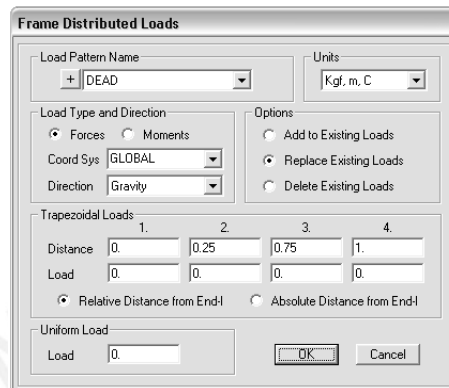 Frame Distributed Loads
Load Pattern Name
+ DEAD
Units
Kgf, m, C
Load Type and Direction
Forces Moments
Coord Sys GLOBAL
Direction Gravity
Options
Add to Existing Loads
Replace Existing Loads
Delete Existing Loads
Trapezoidal Loads
1. 2. 3. 4.
Distance 0. 0.25 0.75 1.
Load 0. 0. 0. 0.
Relative Distance from End-I Absolute Distance from End-I
Uniform Load
Load 0.
OK Cancel